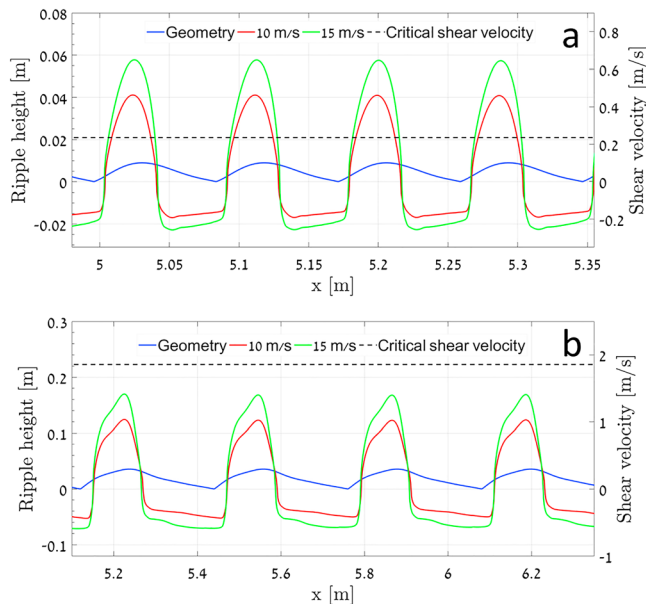 Geometry 10 m/s 15 m/s Critical shear velocity
a
Ripple height [m]
0.08
0.06
0.04
0.02
0
-0.02
Shear velocity [m/s]
0.8
0.6
0.4
0.2
0
-0.2
5 5.05 5.1 5.15 5.2 5.25 5.3 5.35
x [m]
Geometry 10 m/s 15 m/s Critical shear velocity
b
Ripple height [m]
0.3
0.2
0.1
0
-0.1
Shear velocity [m/s]
2
1
0
-1
5.2 5.4 5.6 5.8 6 6.2
x [m]